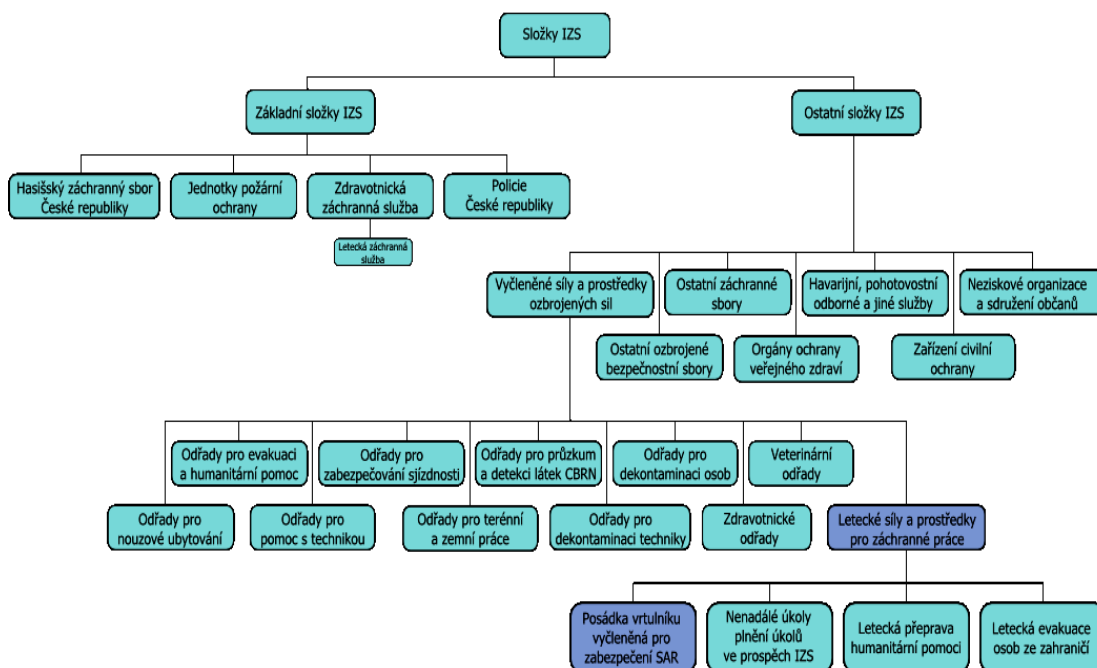 Složky IZS
Základní složky IZS
Ostatní složky IZS
Hasišský záchranný sbor
České republiky
Jednotky požární
ochrany
Zdravotnická
záchranná služba
Policie
České republiky
Letecká záchranná
služba
Vyčleněné síly a prostředky
ozbrojených sil
Ostatní záchranné
sbory
Havarijní, pohotovostní
odborné a jiné služby
Neziskové organizace
a sdružení občanů
Ostatní ozbrojené
bezpečnostní sbory
Orgány ochrany
veřejného zdraví
Zařízení civilní
ochrany
Odřady pro evakuaci
a humanitární pomoc
Odřady pro
zabezpečování sjízdnosti
Odřady pro průzkum
a detekci látek CBRN
Odřady pro
dekontaminaci osob
Veterinární
odřady
Odřady pro
nouzové ubytování
Odřady pro
pomoc s technikou
Odřady pro terénní
a zemní práce
Odřady pro
dekontaminaci techniky
Zdravotnické
odřady
Letecké síly a prostředky
pro záchranné práce
Posádka vrtulníku
vyčleněná pro
zabezpečení SAR
Nenadálé úkoly
plnění úkolů
ve prospěch IZS
Letecká přeprava
humanitární pomoci
Letecká evakuace
osob ze zahraničí